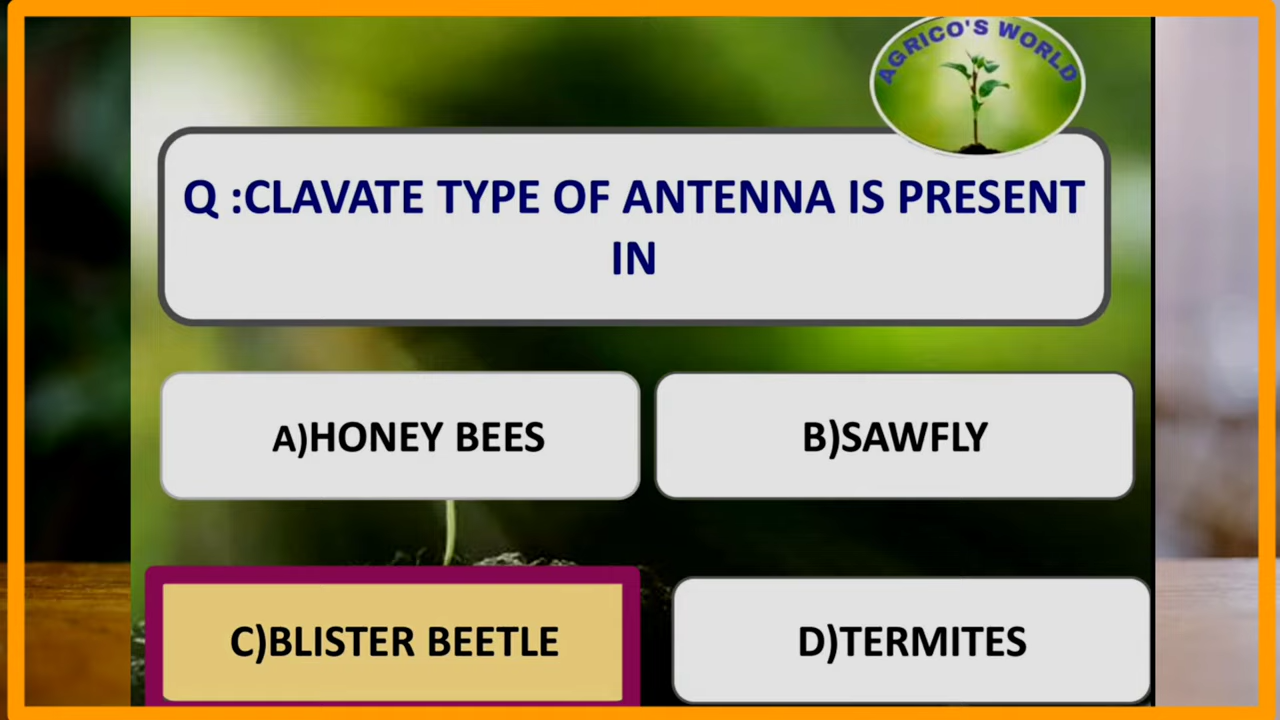 AGRICO'S WORLD
Q :CLAVATE TYPE OF ANTENNA IS PRESENT
IN
A)HONEY BEES
B)SAWFLY
C)BLISTER BEETLE
D)TERMITES